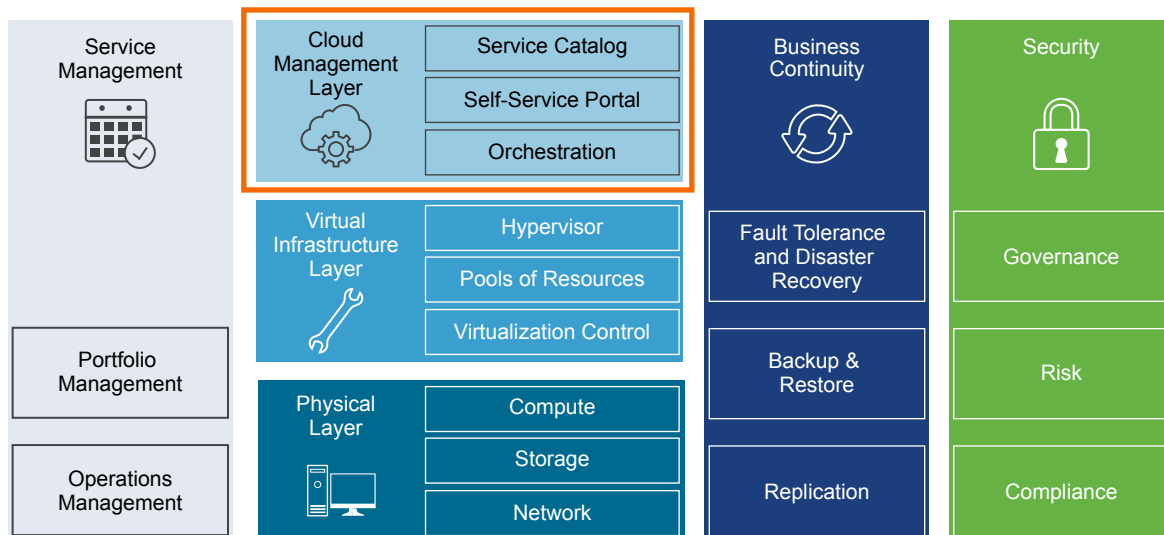 Service
Management
Portfolio
Management
Operations
Management
Cloud
Management
Layer
Service Catalog
Self-Service Portal
Orchestration
Virtual
Infrastructure
Layer
Hypervisor
Pools of Resources
Virtualization Control
Physical
Layer
Compute
Storage
Network
Business
Continuity
Fault Tolerance
and Disaster
Recovery
Backup &
Restore
Replication
Security
Governance
Risk
Compliance